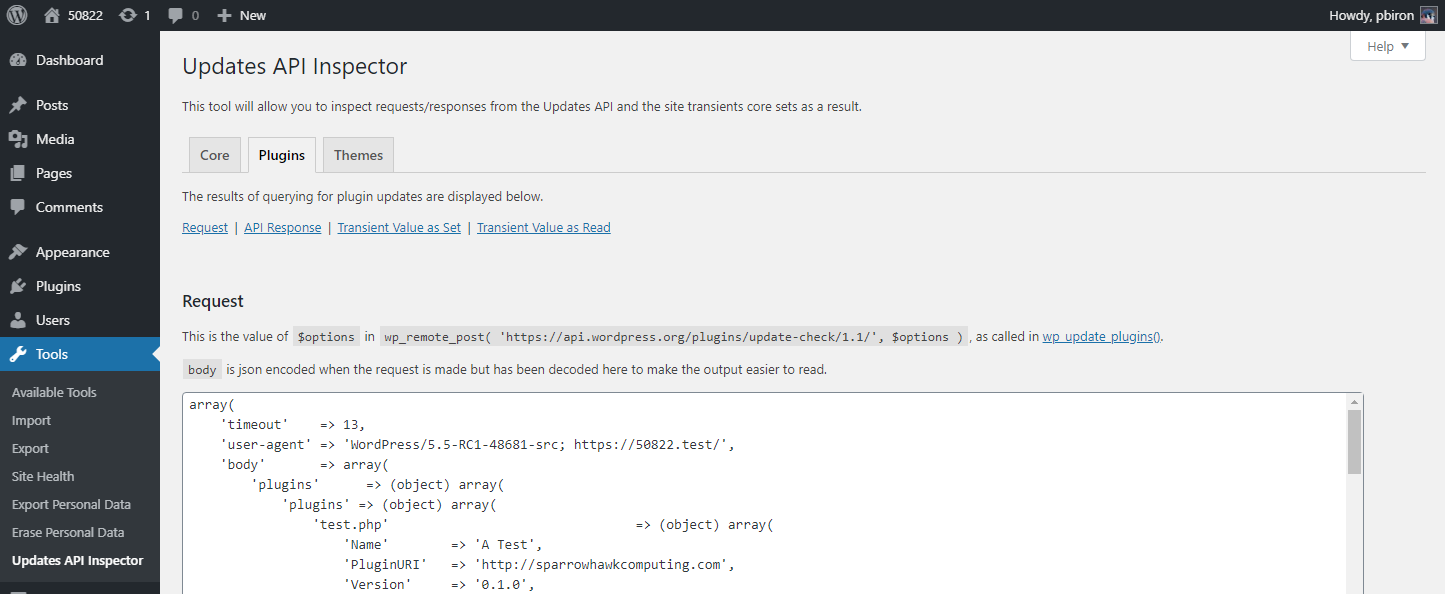 50822 1 0 New Howdy, pbiron
Dashboard
Posts
Media
Pages
Comments
Appearance
Plugins
Users
Tools
Available Tools
Import
Export
Site Health
Export Personal Data
Erase Personal Data
Updates API Inspector
Help
Updates API Inspector
This tool will allow you to inspect requests/responses from the Updates API and the site transients core sets as a result.
Core Plugins Themes
The results of querying for plugin updates are displayed below.
Request | API Response | Transient Value as Set | Transient Value as Read
Request
This is the value of $options in wp_remote_post( 'https://api.wordpress.org/plugins/update-check/1.1/', $options ), as called in wp_update_plugins().
body is json encoded when the request is made but has been decoded here to make the output easier to read.
array(
    'timeout'    => 13,
    'user-agent' => 'WordPress/5.5-RC1-48681-src; https://50822.test/',
    'body'       => array(
        'plugins'      => (object) array(
            'plugins' => (object) array(
                'test.php'                                => (object) array(
                    'Name'        => 'A Test',
                    'PluginURI'   => 'http://sparrowhawkcomputing.com',
                    'Version'     => '0.1.0',